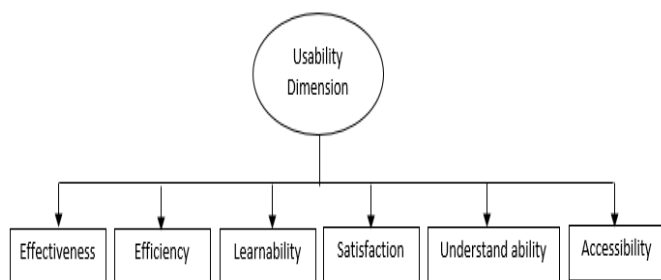 Usability
Dimension
Effectiveness
Efficiency
Learnability
Satisfaction
Understand ability
Accessibility